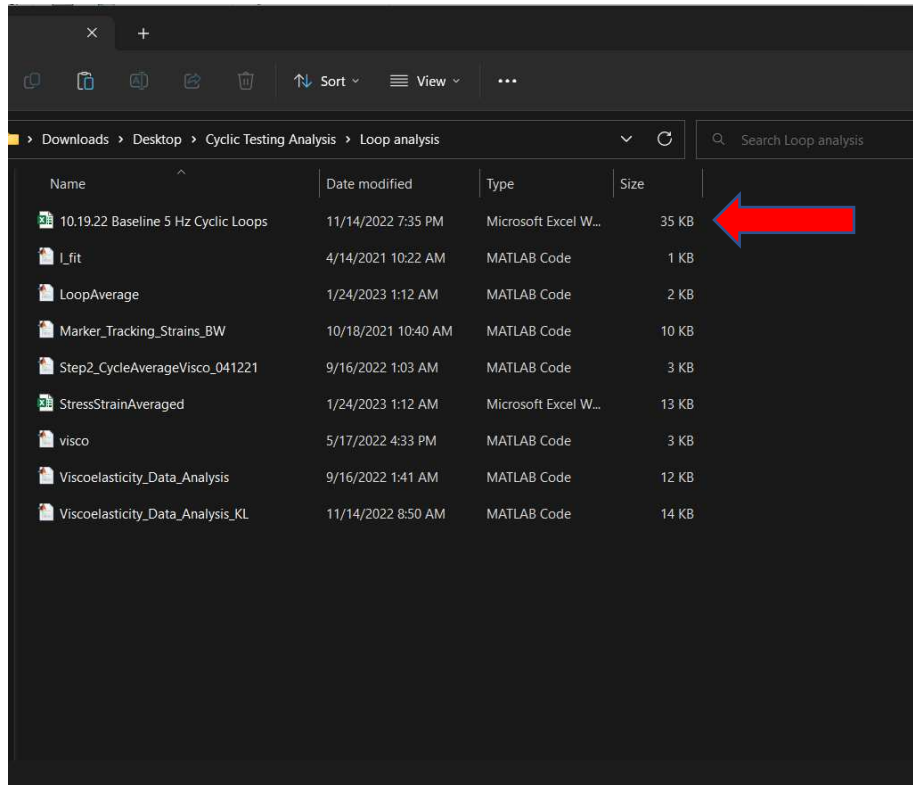 Sort View
Downloads > Desktop > Cyclic Testing Analysis > Loop analysis Search Loop analysis
Name Date modified Type Size
10.19.22 Baseline 5 Hz Cyclic Loops 11/14/2022 7:35 PM Microsoft Excel W... 35 KB
l_fit 4/14/2021 10:22 AM MATLAB Code 1 KB
LoopAverage 1/24/2023 1:12 AM MATLAB Code 2 KB
Marker_Tracking_Strains_BW 10/18/2021 10:40 AM MATLAB Code 10 KB
Step2_CycleAverageVisco_041221 9/16/2022 1:03 AM MATLAB Code 3 KB
StressStrainAveraged 1/24/2023 1:12 AM Microsoft Excel W... 13 KB
visco 5/17/2022 4:33 PM MATLAB Code 3 KB
Viscoelasticity_Data_Analysis 9/16/2022 1:41 AM MATLAB Code 12 KB
Viscoelasticity_Data_Analysis_KL 11/14/2022 8:50 AM MATLAB Code 14 KB